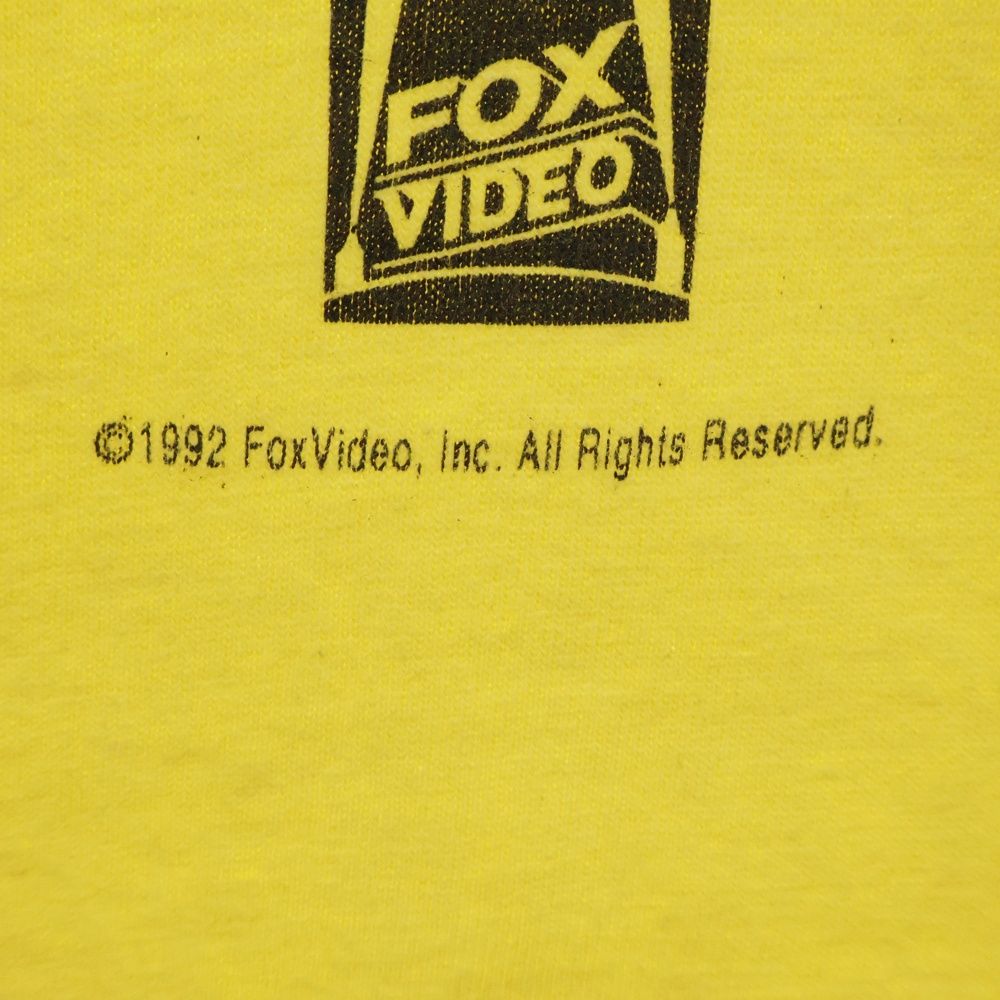 FOX
VIDEO
©1992 FoxVideo, Inc. All Rights Reserved.